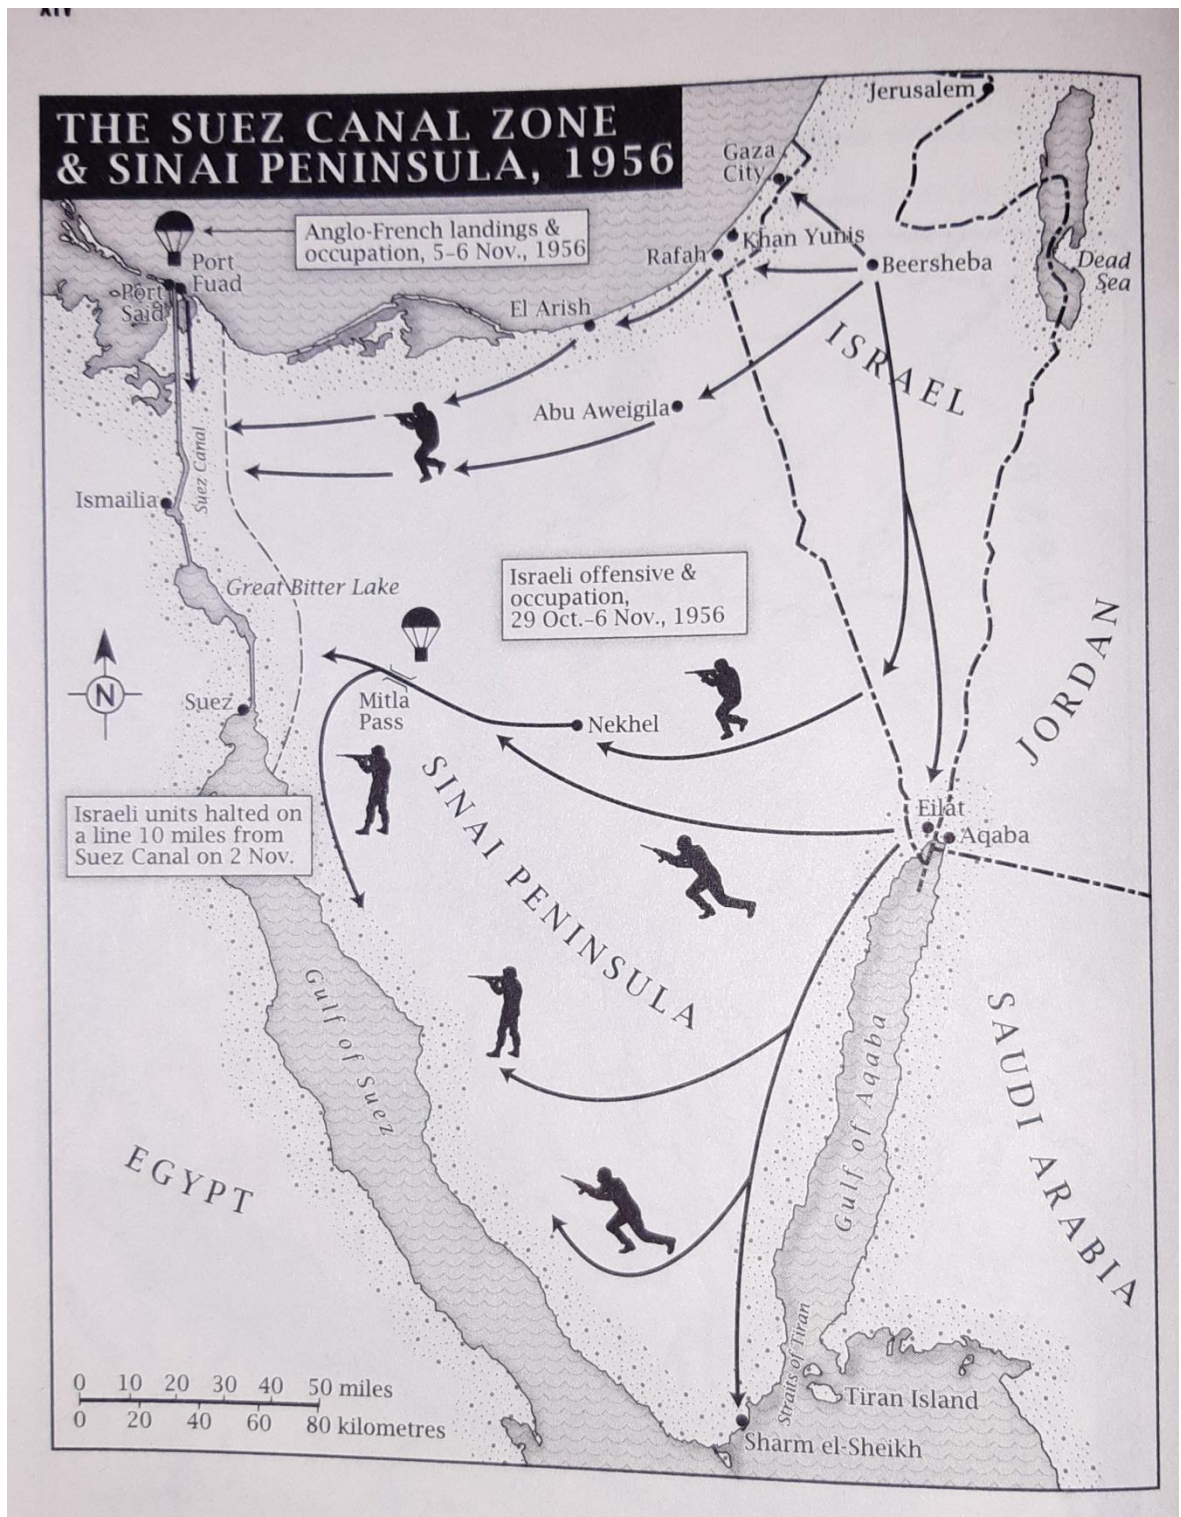 XIV
THE SUEZ CANAL ZONE
& SINAI PENINSULA, 1956
Jerusalem
Gaza
City
Anglo-French landings &
occupation, 5-6 Nov., 1956
Khan Yunis
Rafah
Beersheba
Dead
Sea
Port
Fuad
Port
Said
El Arish
ISRAEL
Abu Aweigila
Suez Canal
Ismailia
Israeli offensive &
occupation,
29 Oct.–6 Nov., 1956
Great Bitter Lake
JORDAN
N
Suez
Mitla
Pass
Nekhel
SINAI PENINSULA
Israeli units halted on
a line 10 miles from
Suez Canal on 2 Nov.
Eilat
Aqaba
Gulf of Suez
Gulf of Aqaba
SAUDI ARABIA
EGYPT
Straits of Tiran
Tiran Island
Sharm el-Sheikh
0 10 20 30 40 50 miles
0 20 40 60 80 kilometres